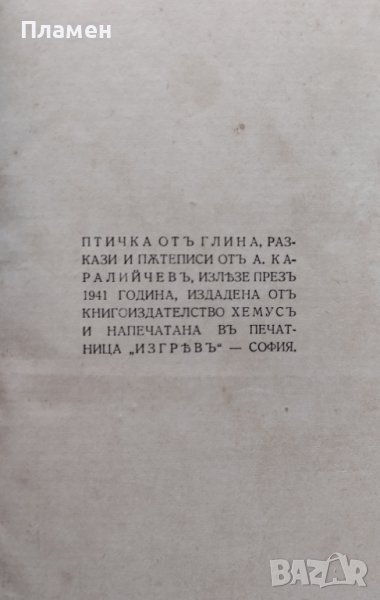 Пламен
ПТИЧКА ОТЪ ГЛИНА, РАЗ-
КАЗИ И ПѪТЕПИСИ ОТЪ А. КА-
РАЛИЙЧЕВЪ, ИЗЛѢЗЕ ПРЕЗЪ
1941 ГОДИНА, ИЗДАДЕНА ОТЪ
КНИГОИЗДАТЕЛСТВО ХЕМУСЪ
И НАПЕЧАТАНА ВЪ ПЕЧАТ-
НИЦА „ИЗГРѢВЪ“ — СОФИЯ.
BAZAR